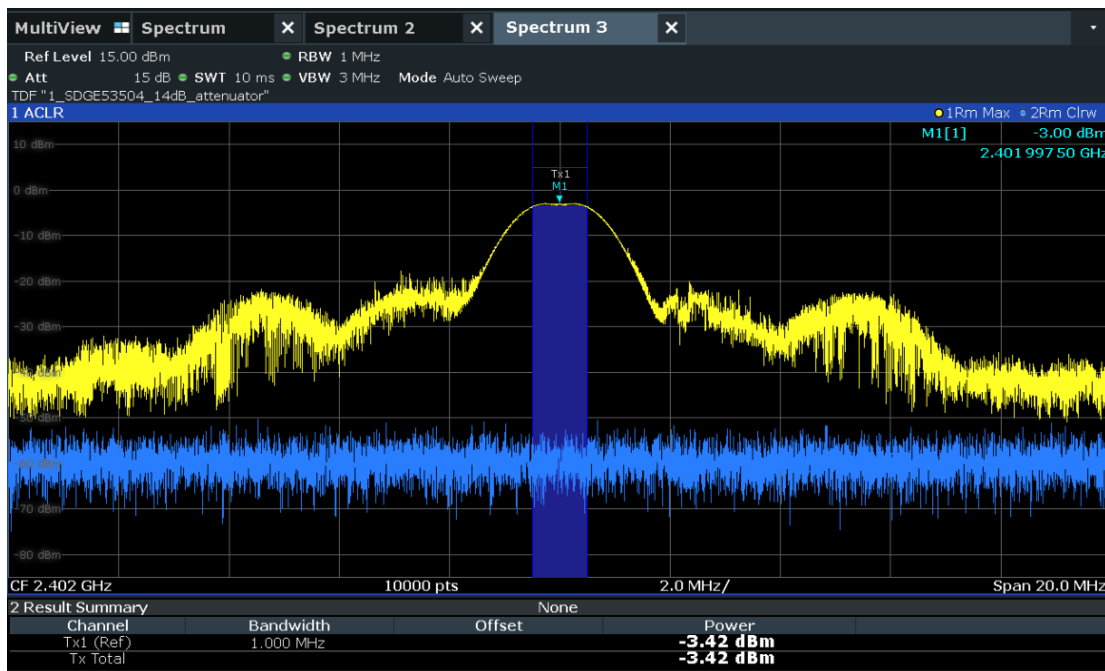 MultiView Spectrum X Spectrum 2 X Spectrum 3 X
Ref Level 15.00 dBm RBW 1 MHz
Att 15 dB SWT 10 ms VBW 3 MHz Mode Auto Sweep
TDF "1_SDGE53504_14dB_attenuator"
1 ACLR 1Rm Max 2Rm Clrw
M1[1] -3.00 dBm
2.401 997 50 GHz
10 dBm
Tx1
M1
0 dBm
-10 dBm
-20 dBm
-30 dBm
-70 dBm
-80 dBm
CF 2.402 GHz 10000 pts 2.0 MHz/ Span 20.0 MHz
2 Result Summary None
Channel Bandwidth Offset Power
Tx1 (Ref) 1.000 MHz -3.42 dBm
Tx Total -3.42 dBm